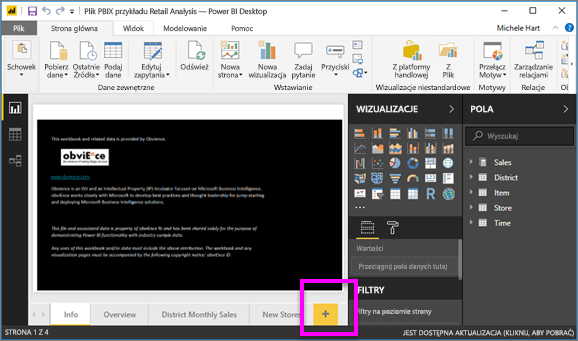 Plik PBIX przykładu Retail Analysis — Power BI Desktop
Michele Hart
Plik
Strona główna
Widok
Modelowanie
Pomoc
Schowek
Pobierz dane
Ostatnie Źródła
Podaj dane
Edytuj zapytania
Odśwież
Nowa strona
Nowa wizualizacja
Zadaj pytanie
Przyciski
Z platformy handlowej
Z Plik
Przełącz Motyw
Zarządzanie relacjami
Dane zewnętrzne
Wstawianie
Wizualizacje niestandardowe
Motywy
Relacje
This workbook and related data is provided by Obvience.
obviEnce
www.obvience.com
Obvience is an ISV and an Intellectual Property (IP) Incubator focused on Microsoft Business Intelligence.
obviEnce works closely with Microsoft to develop best practices and thought leadership for jump-starting
and deploying Microsoft Business Intelligence solutions.
This file and associated data is property of obviEnce llc and has been shared solely for the purpose of
demonstrating Power BI functionality with industry sample data.
Any uses of this workbook and/or data must include the above attribution. The workbook and any
visualization pages must be accompanied by the following copyright notice: obviEnce ©.
WIZUALIZACJE
R
Wartości
Przeciągnij pola danych tutaj
FILTRY
Filtry na poziomie strony
POLA
Wyszukaj
Sales
District
Item
Store
Time
Info
Overview
District Monthly Sales
New Stores
+
STRONA 1 Z 4
JEST DOSTĘPNA AKTUALIZACJA (KLIKNIJ, ABY POBRAĆ)